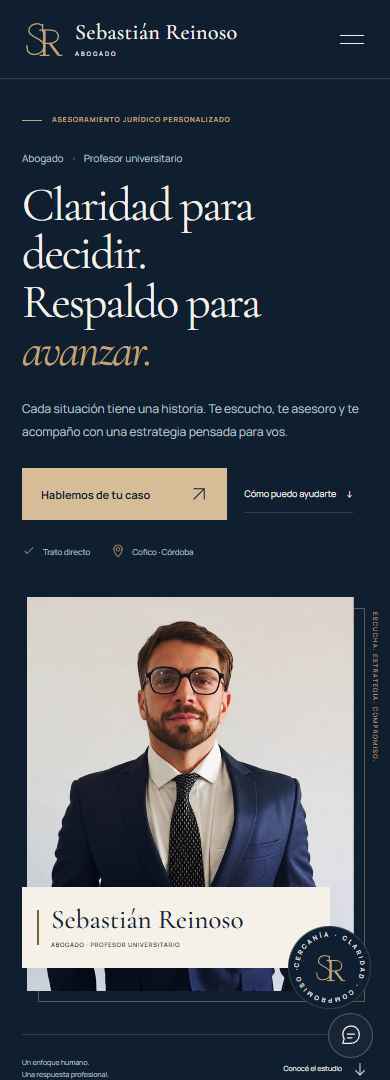 SR
Sebastián Reinoso
ABOGADO
ASESORAMIENTO JURÍDICO PERSONALIZADO
Abogado · Profesor universitario
Claridad para
decidir.
Respaldo para
avanzar.
Cada situación tiene una historia. Te escucho, te asesoro y te
acompaño con una estrategia pensada para vos.
Hablemos de tu caso
Cómo puedo ayudarte ↓
Trato directo
Cofico · Córdoba
ESCUCHA. ESTRATEGIA. COMPROMISO.
Sebastián Reinoso
ABOGADO · PROFESOR UNIVERSITARIO
CERCANÍA · CLARIDAD · COMPROMISO ·
SR
Un enfoque humano.
Una respuesta profesional.
Conocé el estudio